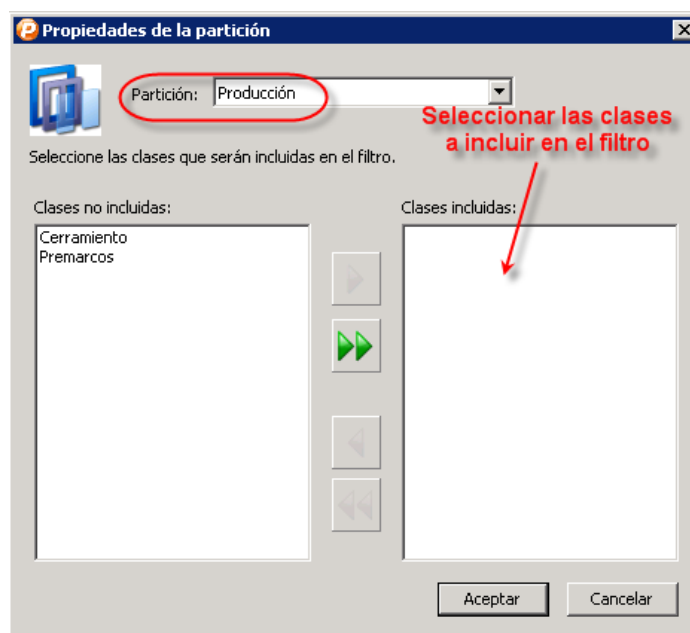 Propiedades de la partición
Partición: Producción
Seleccionar las clases
a incluir en el filtro
Seleccione las clases que serán incluidas en el filtro.
Clases no incluidas:
Clases incluidas:
Cerramiento
Premarcos
Aceptar
Cancelar